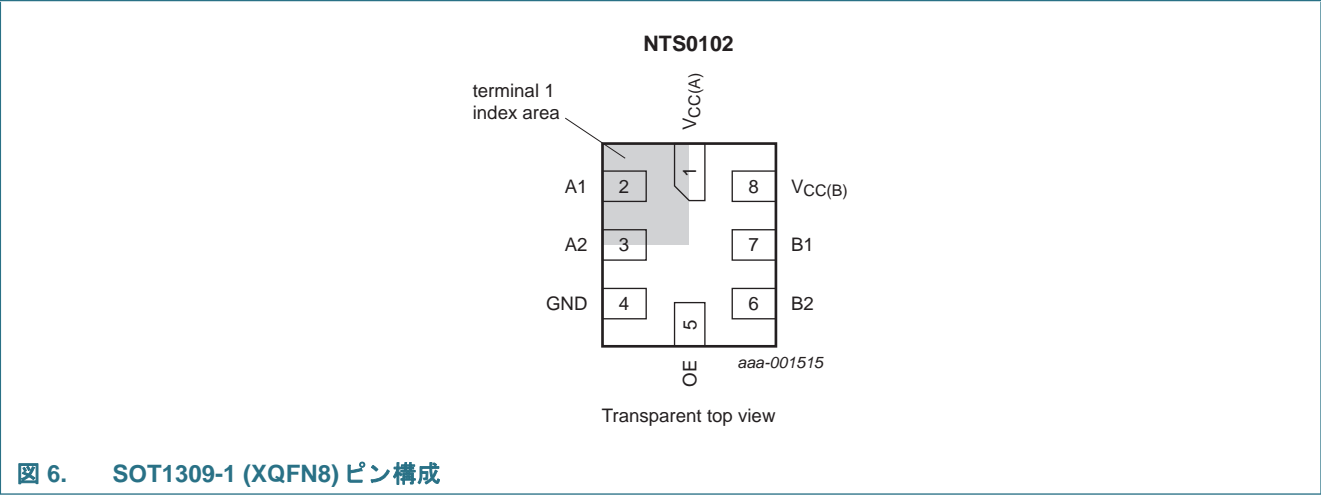 NTS0102
terminal 1
index area
VCC(A)
1
A1 2 8 VCC(B)
A2 3 7 B1
GND 4 6 B2
5
OE
aaa-001515
Transparent top view
図 6. SOT1309-1 (XQFN8) ピン構成